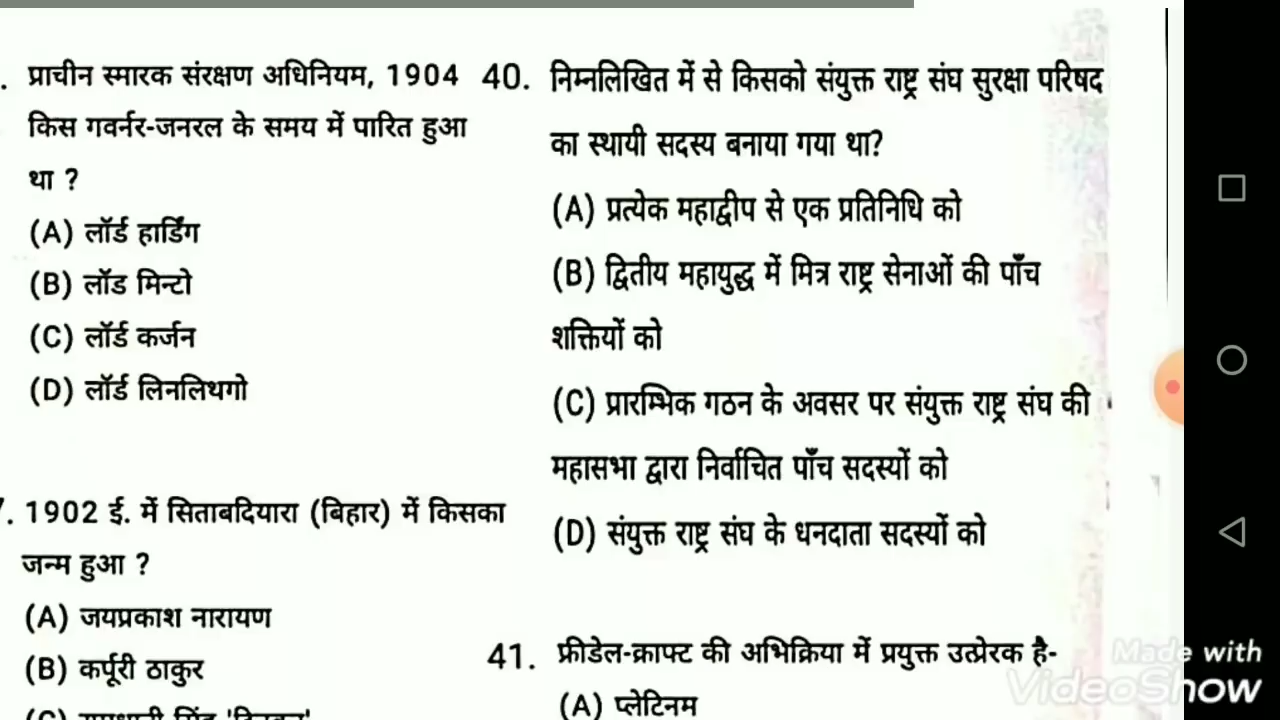 . प्राचीन स्मारक संरक्षण अधिनियम, 1904
किस गवर्नर-जनरल के समय में पारित हुआ
था ?
(A) लॉर्ड हार्डिंग
(B) लॉड मिन्टो
(C) लॉर्ड कर्जन
(D) लॉर्ड लिनलिथगो
. 1902 ई. में सिताबदियारा (बिहार) में किसका
जन्म हुआ ?
(A) जयप्रकाश नारायण
(B) कर्पूरी ठाकुर
40. निम्नलिखित में से किसको संयुक्त राष्ट्र संघ सुरक्षा परिषद
का स्थायी सदस्य बनाया गया था?
(A) प्रत्येक महाद्वीप से एक प्रतिनिधि को
(B) द्वितीय महायुद्ध में मित्र राष्ट्र सेनाओं की पाँच
शक्तियों को
(C) प्रारम्भिक गठन के अवसर पर संयुक्त राष्ट्र संघ की
महासभा द्वारा निर्वाचित पाँच सदस्यों को
(D) संयुक्त राष्ट्र संघ के धनदाता सदस्यों को
41. फ्रीडेल-क्राफ्ट की अभिक्रिया में प्रयुक्त उत्प्रेरक है-
(A) प्लेटिनम
Made with
VideoShow